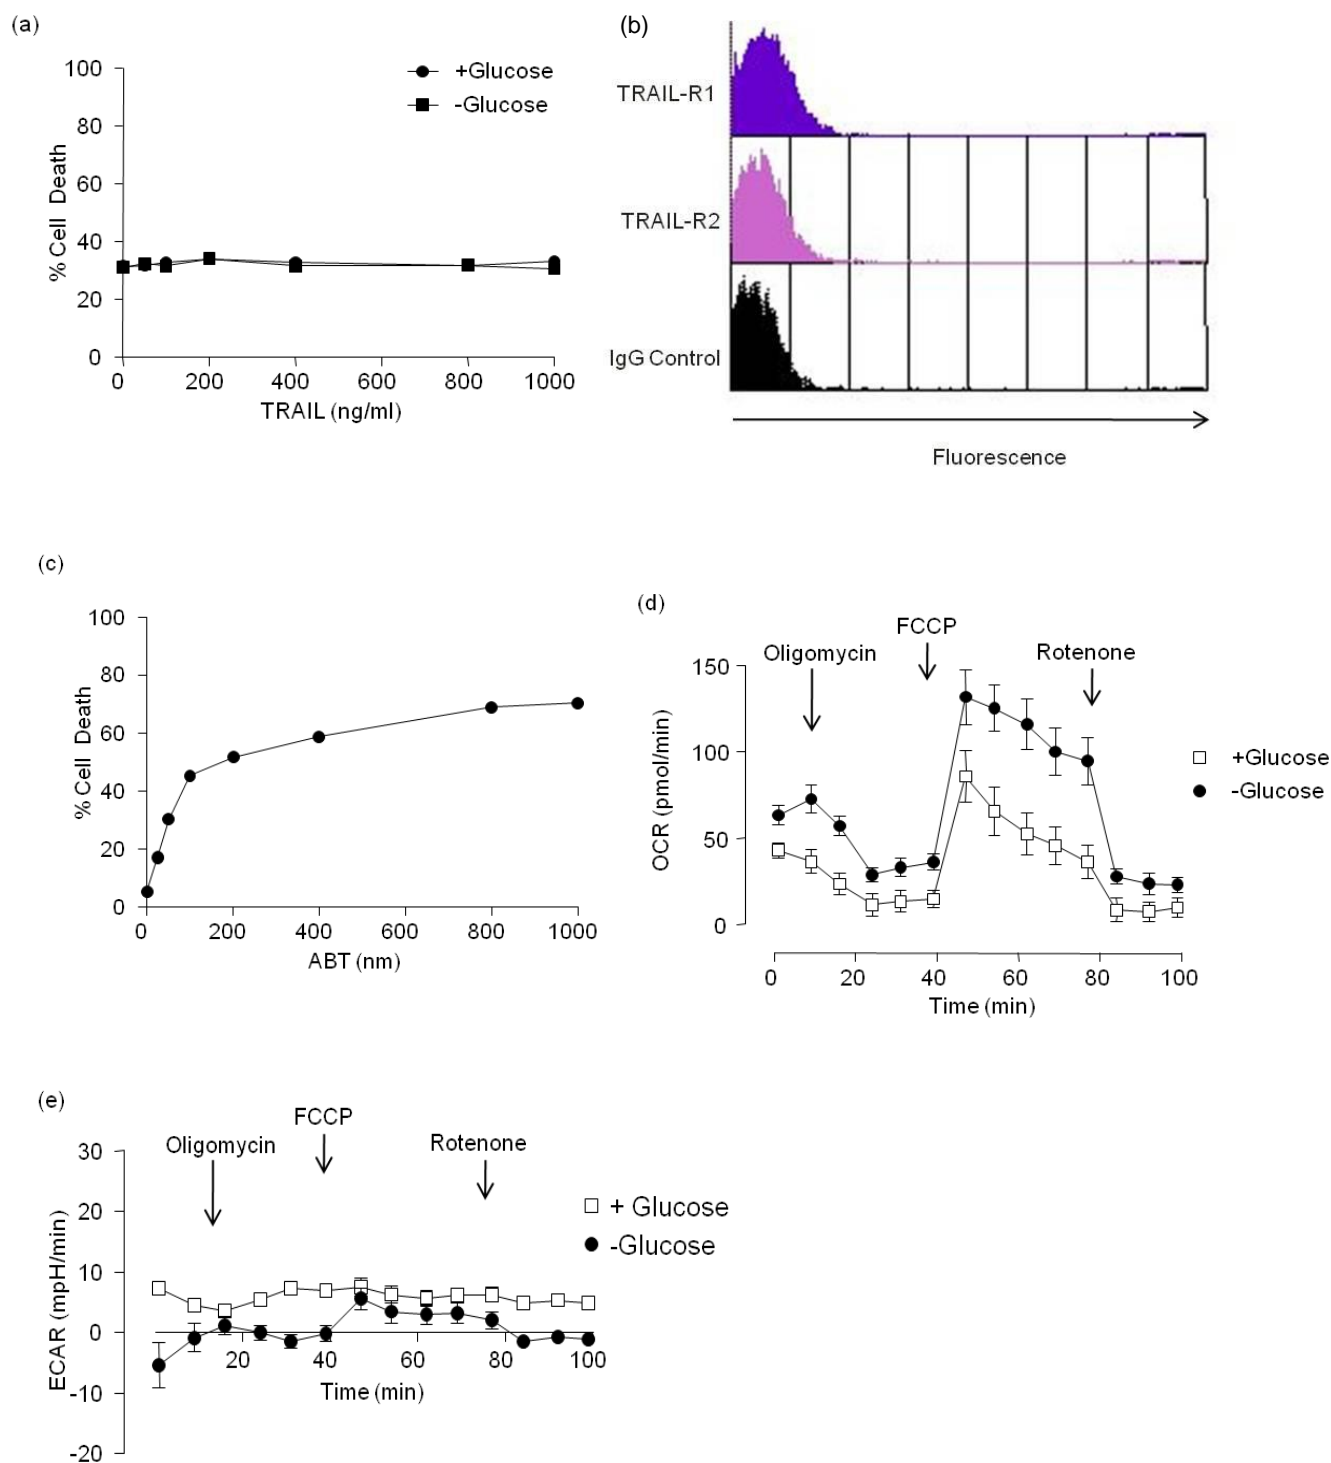 (a)
100
80
60
40
20
0
% Cell Death
+Glucose
-Glucose
0 200 400 600 800 1000
TRAIL (ng/ml)
(b)
TRAIL-R1
TRAIL-R2
IgG Control
Fluorescence
(c)
100
80
60
40
20
0
% Cell Death
0 200 400 600 800 1000
ABT (nm)
(d)
FCCP
Oligomycin
Rotenone
150
100
50
0
OCR (pmol/min)
+Glucose
-Glucose
0 20 40 60 80 100
Time (min)
(e)
FCCP
Oligomycin
Rotenone
30
20
10
0
-10
-20
ECAR (mpH/min)
+ Glucose
-Glucose
20 40 60 80 100
Time (min)